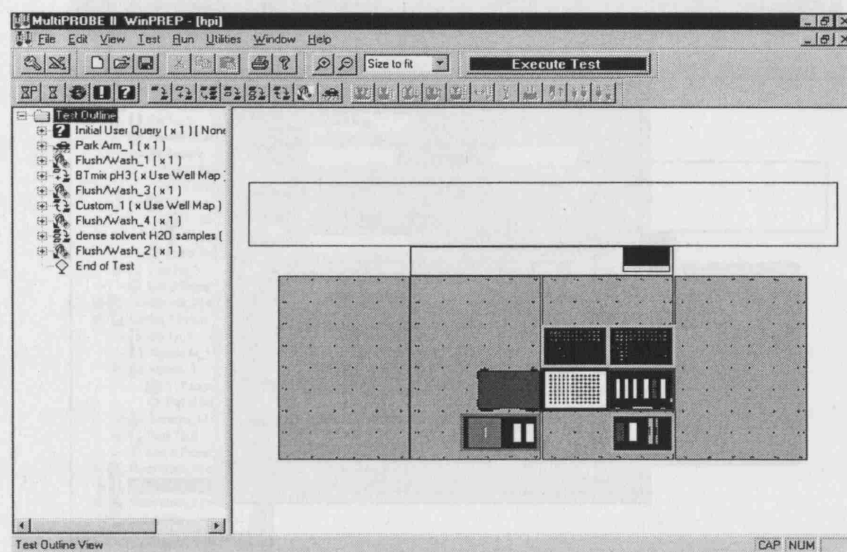 MultiPROBE II WinPREP - [hpi]
File Edit View Test Run Utilities Window Help
Size to fit
Execute Test
Test Outline
Initial User Query ( x 1 ) [ None
Park Arm_1 ( x 1 )
Flush/Wash_1 ( x 1 )
BTmix pH3 ( x Use Well Map
Flush/Wash_3 ( x 1 )
Custom_1 ( x Use Well Map )
Flush/Wash_4 ( x 1 )
dense solvent H2O samples (
Flush/Wash_2 ( x 1 )
End of Test
Test Outline View
CAP NUM